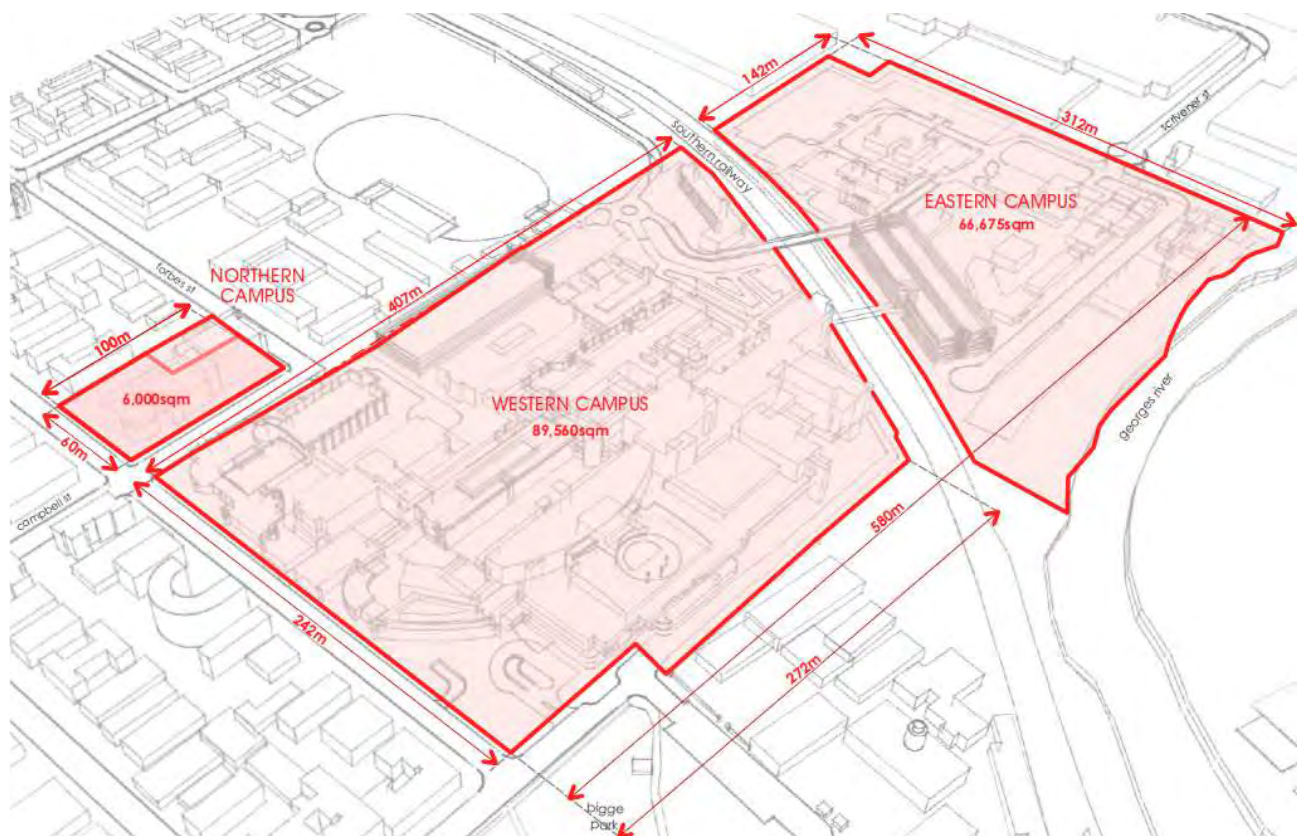 142m
312m
scrivener st
southern railway
EASTERN CAMPUS
66,675sqm
forbes st
NORTHERN
CAMPUS
407m
100m
6,000sqm
WESTERN CAMPUS
89,560sqm
georges river
60m
campbell st
580m
242m
272m
bigge
park